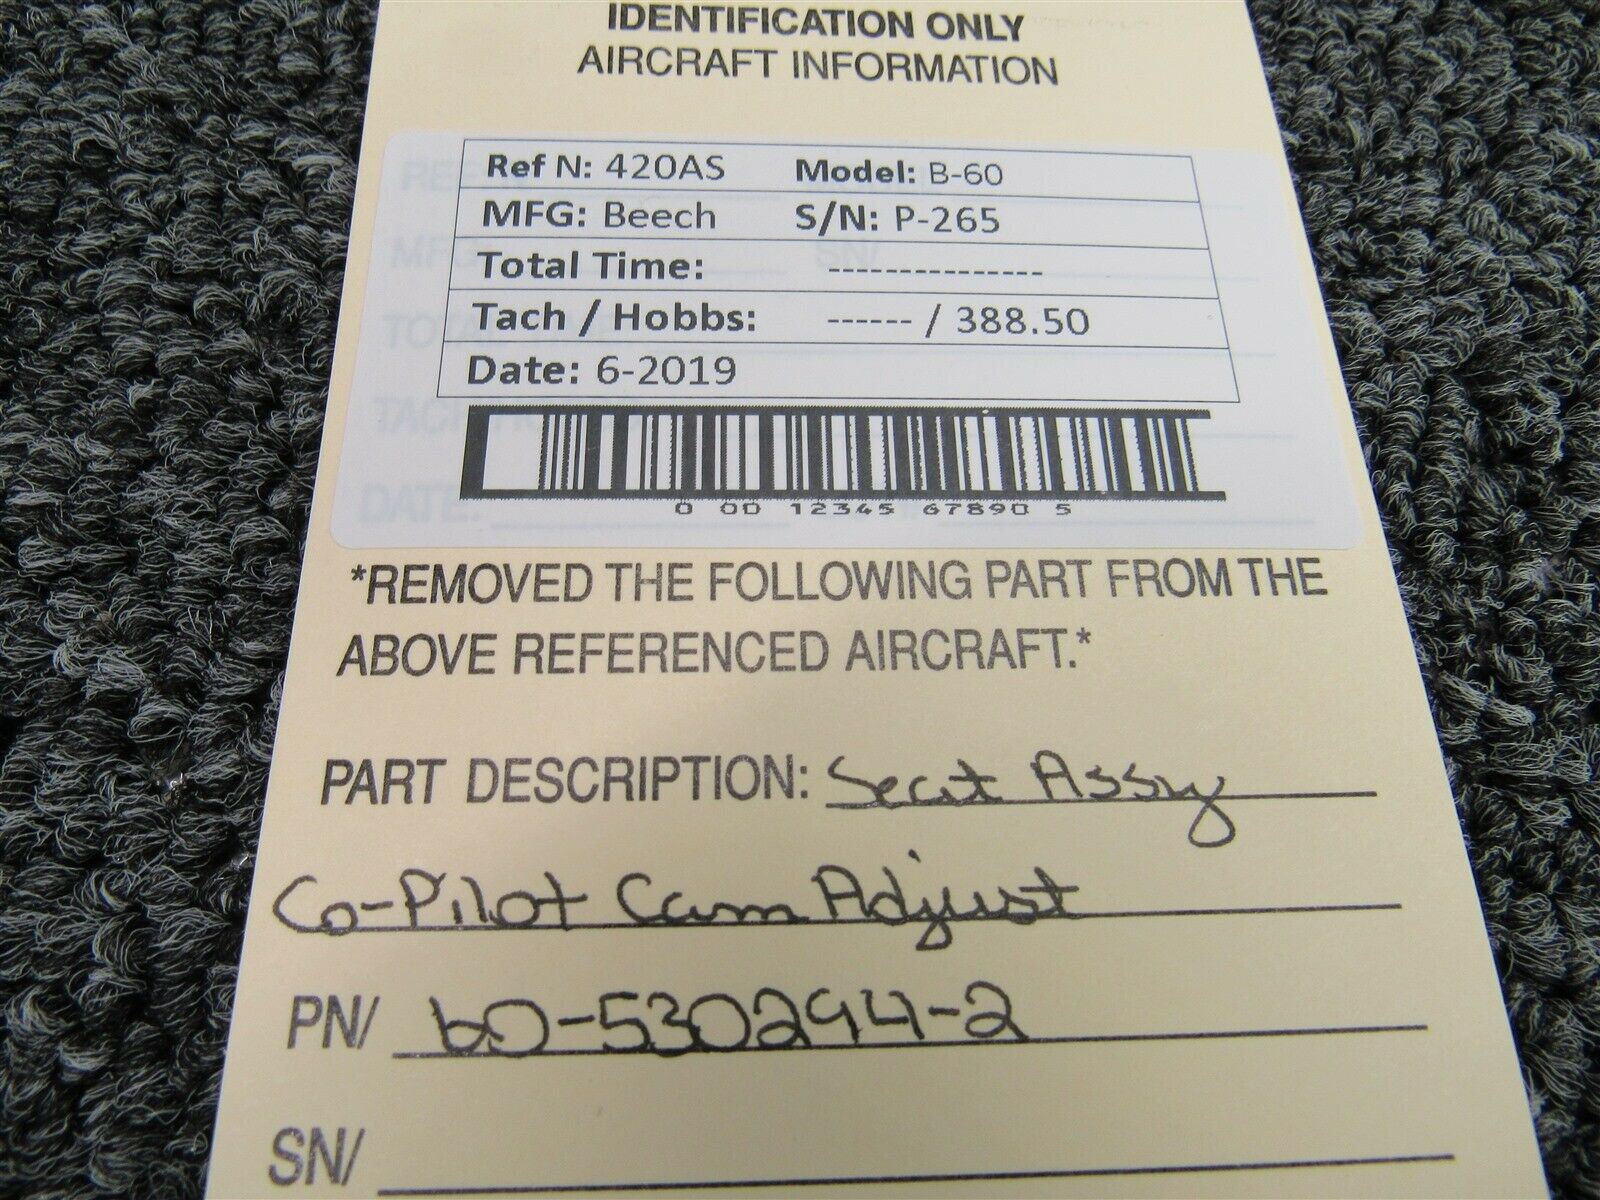 IDENTIFICATION ONLY
AIRCRAFT INFORMATION
Ref N: 420AS Model: B-60
MFG: Beech S/N: P-265
Total Time: ---------------
Tach / Hobbs: ------ / 388.50
Date: 6-2019
0 00 12345 67890 5
*REMOVED THE FOLLOWING PART FROM THE
ABOVE REFERENCED AIRCRAFT.*
PART DESCRIPTION: Seat Assy
Co-Pilot Cam Adjust
PN/ 60-530294-2
SN/